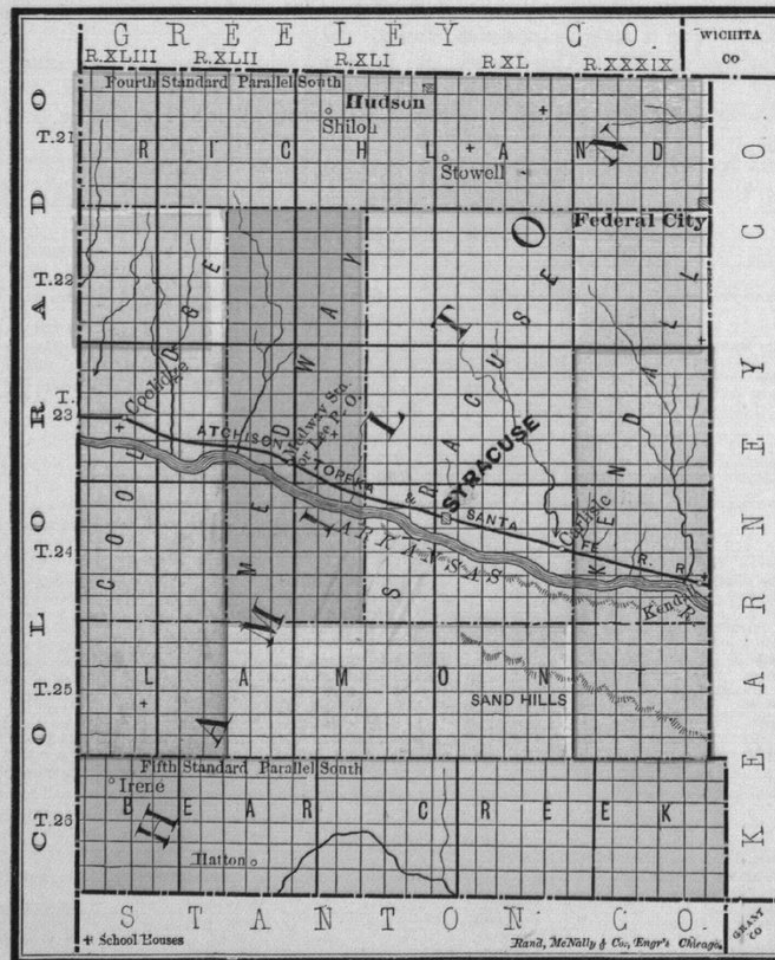 GREELEY CO.
WICHITA
CO
R.XLIII R.XLII R.XLI R.XL R.XXXIX
Fourth Standard Parallel South
Hudson
Shiloh
T.21
RICHLAND
Stowell
Federal City
T.22
COLORADO
KEARNEY CO
HAMILTON
COOLIDGE
MEDWAY
SYRACUSE
KENDALL
T.
23
Coolidge
Medway Sta.
or Lee P. O.
ATCHISON TOPEKA & SANTA FE R. R.
SYRACUSE
Carlisle
ARKANSAS R.
T.24
Kendall
LAMONT
T.25
SAND HILLS
Fifth Standard Parallel South
Irene
BEAR CREEK
T.26
Hatton
STANTON CO.
GRANT
CO
+ School Houses
Rand, McNally & Co., Engr's Chicago.